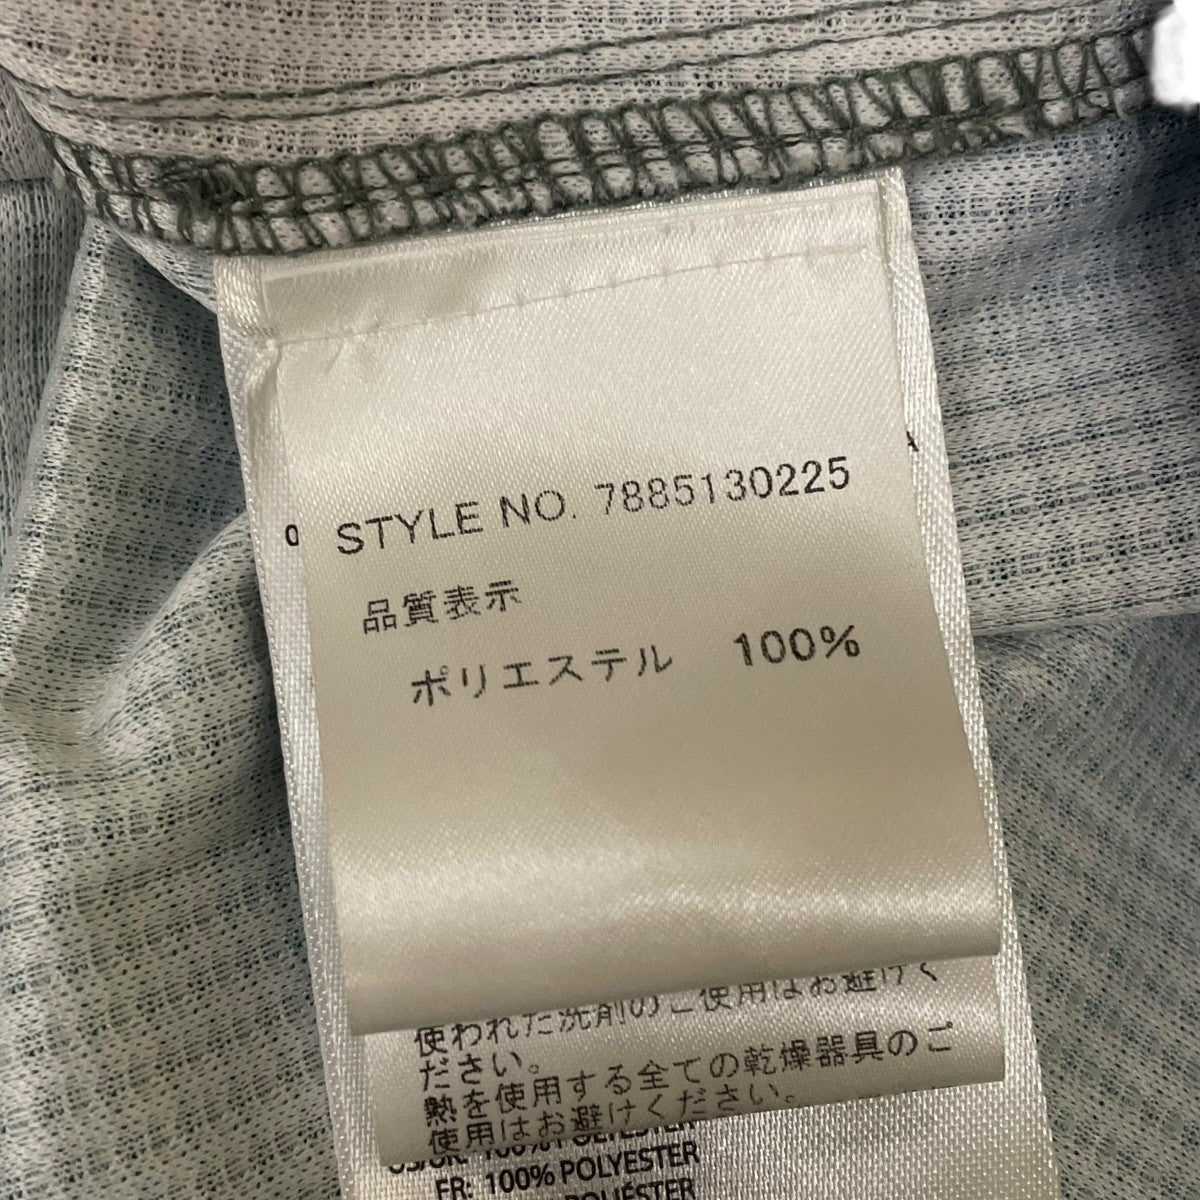 STYLE NO. 7885130225
品質表示
ポリエステル 100%
使われた洗剤のご使用はお避けく
ださい。
熱を使用する全ての乾燥器具のご
使用はお避けください。
100% POLYESTER
FR: 100% POLYESTER
POLIÉSTER